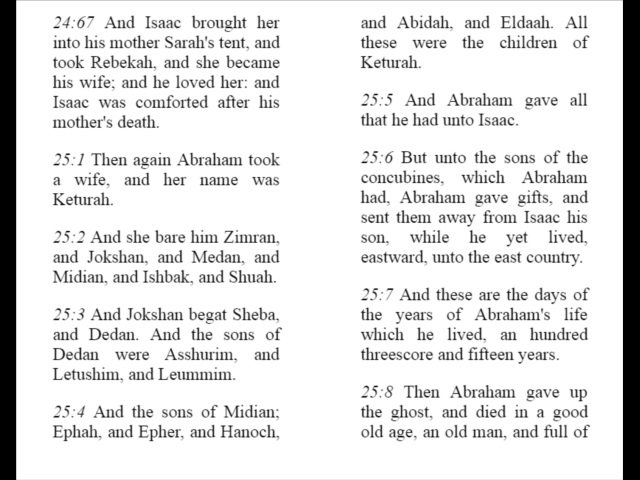 24:67 And Isaac brought her
into his mother Sarah's tent, and
took Rebekah, and she became
his wife; and he loved her: and
Isaac was comforted after his
mother's death.
25:1 Then again Abraham took
a wife, and her name was
Keturah.
25:2 And she bare him Zimran,
and Jokshan, and Medan, and
Midian, and Ishbak, and Shuah.
25:3 And Jokshan begat Sheba,
and Dedan. And the sons of
Dedan were Asshurim, and
Letushim, and Leummim.
25:4 And the sons of Midian;
Ephah, and Epher, and Hanoch,
and Abidah, and Eldaah. All
these were the children of
Keturah.
25:5 And Abraham gave all
that he had unto Isaac.
25:6 But unto the sons of the
concubines, which Abraham
had, Abraham gave gifts, and
sent them away from Isaac his
son, while he yet lived,
eastward, unto the east country.
25:7 And these are the days of
the years of Abraham's life
which he lived, an hundred
threescore and fifteen years.
25:8 Then Abraham gave up
the ghost, and died in a good
old age, an old man, and full of